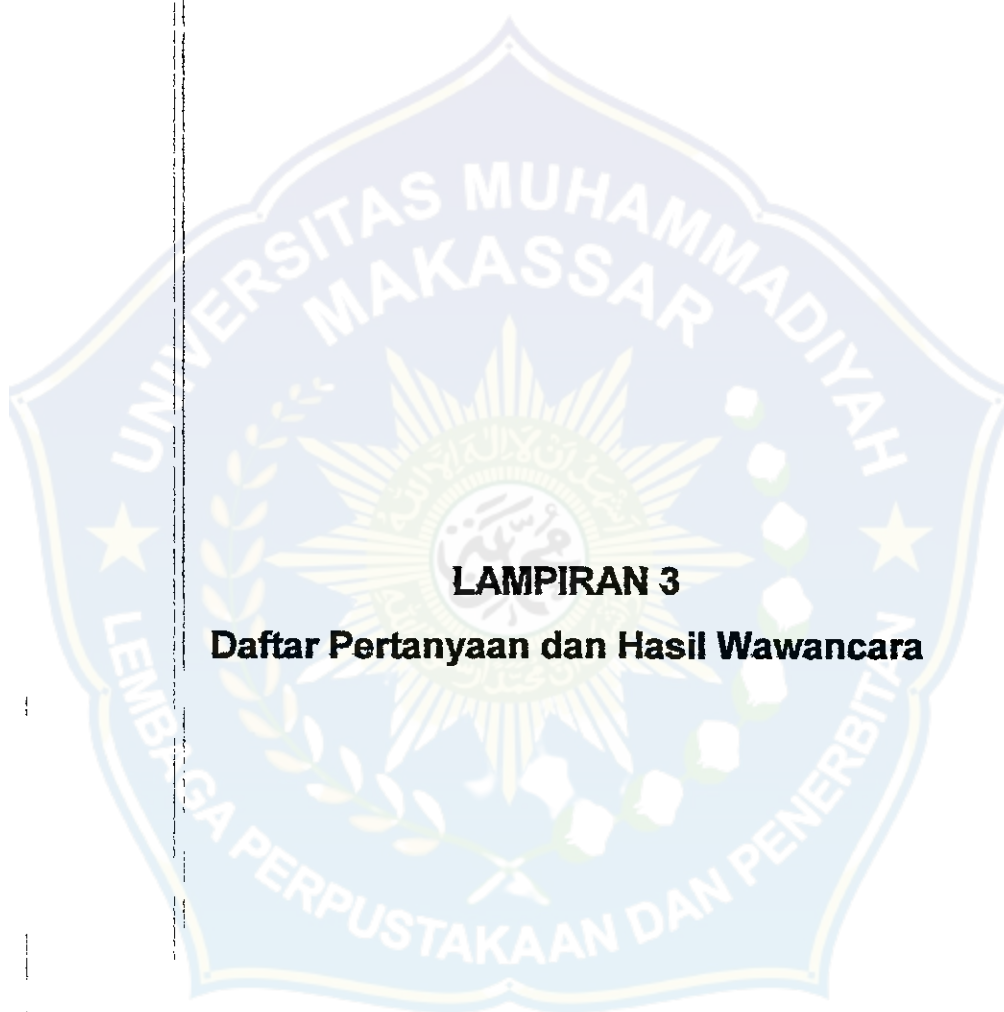 UNIVERSITAS MUHAMMADIYAH
MAKASSAR
LAMPIRAN 3
Daftar Pertanyaan dan Hasil Wawancara
LEMBAGA PERPUSTAKAAN DAN PENERBITAN